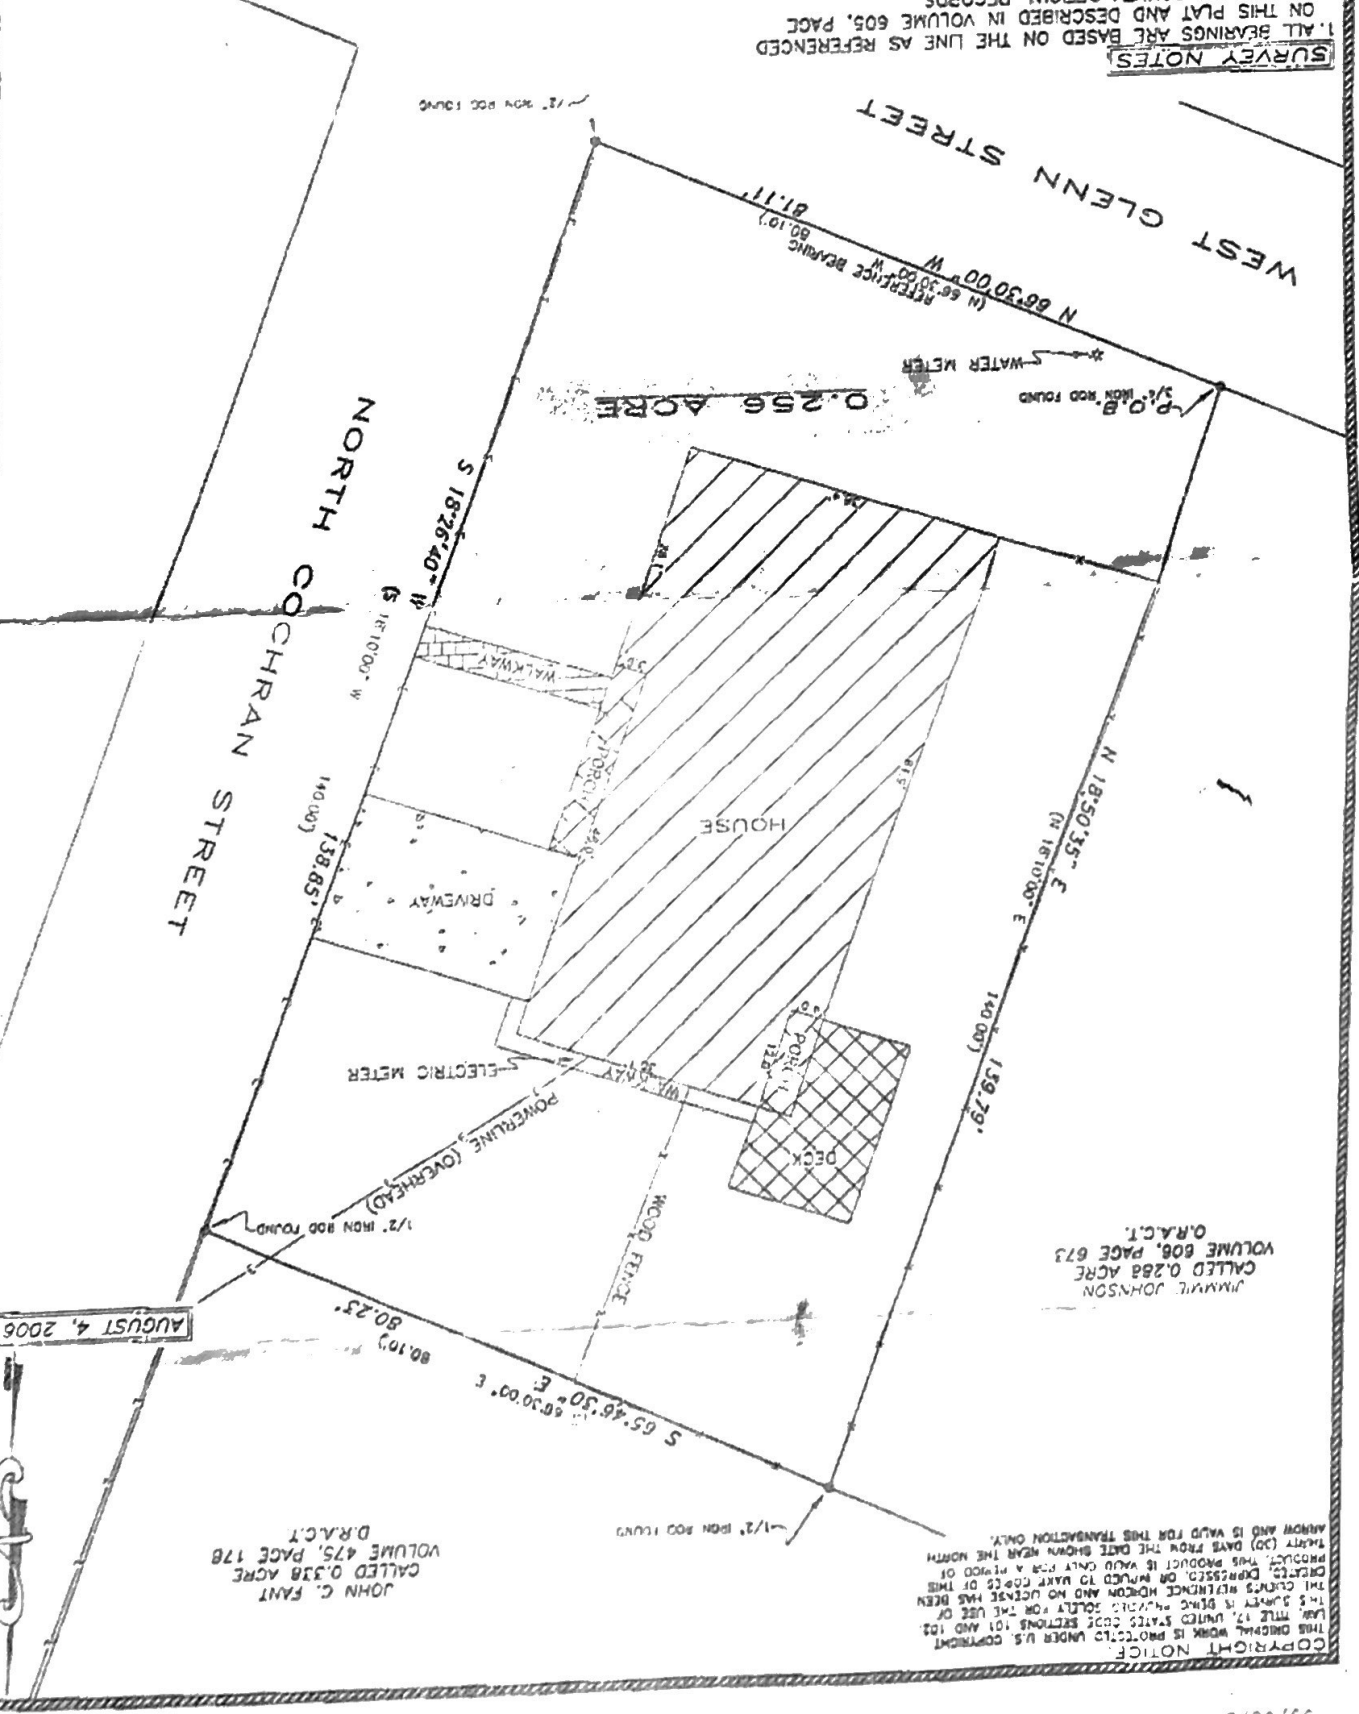 COPYRIGHT NOTICE
THIS ORIGINAL WORK IS PROTECTED UNDER U.S. COPYRIGHT
LAW, TITLE 17, UNITED STATES CODE SECTIONS 101 AND 102.
THIS SURVEY IS BEING PROVIDED SOLELY FOR THE USE OF
THE CLIENTS REFERENCE HEREON AND NO LICENSE HAS BEEN
CREATED, EXPRESSED, OR IMPLIED TO MAKE COPIES OF THIS
PRODUCT. THIS PRODUCT IS VALID ONLY FOR A PERIOD OF
THIRTY (30) DAYS FROM THE DATE SHOWN NEAR THE NORTH
ARROW AND IS VALID FOR THIS TRANSACTION ONLY.
JOHN C. FANT
CALLED 0.338 ACRE
VOLUME 475, PAGE 178
D.R.A.C.T.
1/2" IRON ROD FOUND
S 65°46'30" E
66°30'00" E
80.10')
80.23'
AUGUST 4, 2006
JIMMIE JOHNSON
CALLED 0.288 ACRE
VOLUME 606, PAGE 673
O.R.A.C.T.
WOOD FENCE
1/2" IRON ROD FOUND
POWERLINE (OVERHEAD)
ELECTRIC METER
DECK
WALKWAY
38.1'
PORCH
12.0'
139.79'
140.00')
(N 18°10'00" E
N 18°50'35" E
DRIVEWAY
HOUSE
81.5'
PORCH
WALKWAY
138.85'
140.00')
(S 18°10'00" W
S 18°26'40" W
NORTH COCHRAN STREET
0.256 ACRE
P.O.B.
3/4" IRON ROD FOUND
WATER METER
N 66°30'00" W
(N 66°30'00" W
REFERENCE BEARING
80.10')
81.11'
WEST GLENN STREET
1/2" IRON ROD FOUND
SURVEY NOTES
1. ALL BEARINGS ARE BASED ON THE LINE AS REFERENCED
ON THIS PLAT AND DESCRIBED IN VOLUME 605, PAGE
RECORDS